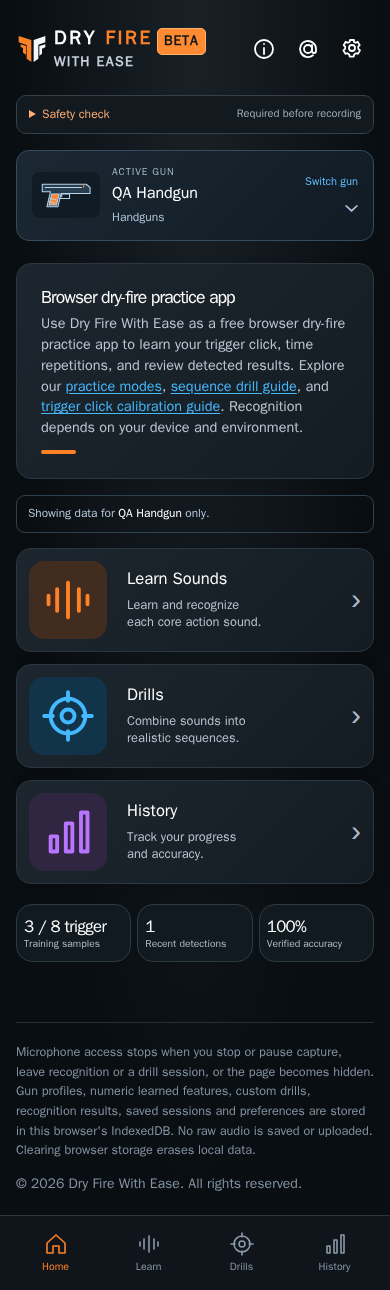 DRY FIRE BETA
WITH EASE
Safety check
Required before recording
ACTIVE GUN
QA Handgun
Handguns
Switch gun
Browser dry-fire practice app
Use Dry Fire With Ease as a free browser dry-fire
practice app to learn your trigger click, time
repetitions, and review detected results. Explore
our practice modes, sequence drill guide, and
trigger click calibration guide. Recognition
depends on your device and environment.
Showing data for QA Handgun only.
Learn Sounds
Learn and recognize
each core action sound.
Drills
Combine sounds into
realistic sequences.
History
Track your progress
and accuracy.
3 / 8 trigger
Training samples
1
Recent detections
100%
Verified accuracy
Microphone access stops when you stop or pause capture,
leave recognition or a drill session, or the page becomes hidden.
Gun profiles, numeric learned features, custom drills,
recognition results, saved sessions and preferences are stored
in this browser's IndexedDB. No raw audio is saved or uploaded.
Clearing browser storage erases local data.
© 2026 Dry Fire With Ease. All rights reserved.
Home
Learn
Drills
History